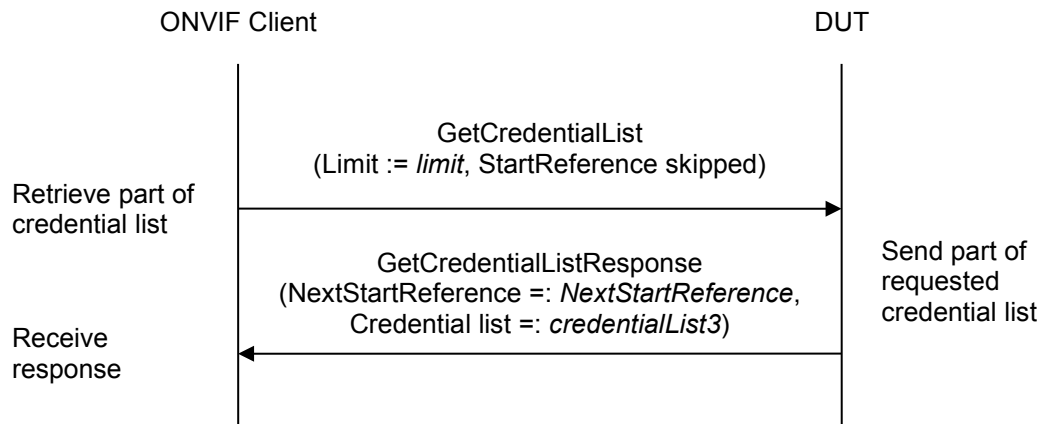 ONVIF Client
DUT
GetCredentialList
(Limit := limit, StartReference skipped)
Retrieve part of
credential list
GetCredentialListResponse
(NextStartReference =: NextStartReference,
Credential list =: credentialList3)
Send part of
requested
credential list
Receive
response